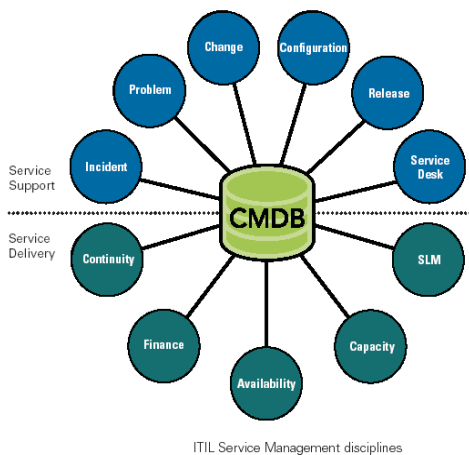 Change
Configuration
Problem
Release
Incident
Service
Desk
Service
Support
CMDB
Service
Delivery
Continuity
SLM
Finance
Capacity
Availability
ITIL Service Management disciplines